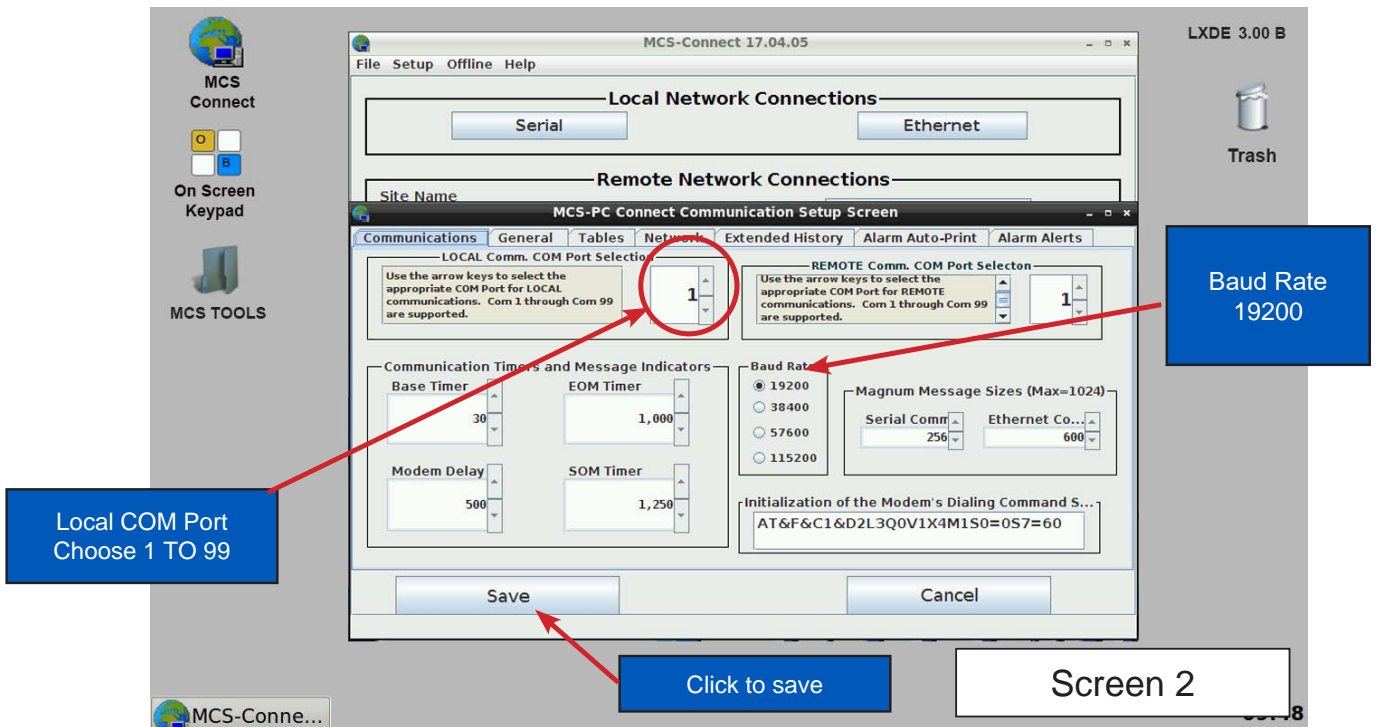 LXDE 3.00 B
MCS
Connect
O
B
On Screen
Keypad
MCS TOOLS
Trash
MCS-Connect 17.04.05
File Setup Offline Help
Local Network Connections
Serial
Ethernet
Remote Network Connections
Site Name
MCS-PC Connect Communication Setup Screen
Communications General Tables Network Extended History Alarm Auto-Print Alarm Alerts
LOCAL Comm. COM Port Selection
Use the arrow keys to select the
appropriate COM Port for LOCAL
communications. Com 1 through Com 99
are supported.
1
REMOTE Comm. COM Port Selecton
Use the arrow keys to select the
appropriate COM Port for REMOTE
communications. Com 1 through Com 99
are supported.
1
Baud Rate
19200
Communication Timers and Message Indicators
Base Timer
30
EOM Timer
1,000
Modem Delay
500
SOM Timer
1,250
Baud Rate
19200
38400
57600
115200
Magnum Message Sizes (Max=1024)
Serial Comm
256
Ethernet Co...
600
Initialization of the Modem's Dialing Command S...
AT&F&C1&D2L3Q0V1X4M1S0=0S7=60
Local COM Port
Choose 1 TO 99
Save
Cancel
Click to save
Screen 2
MCS-Conne...